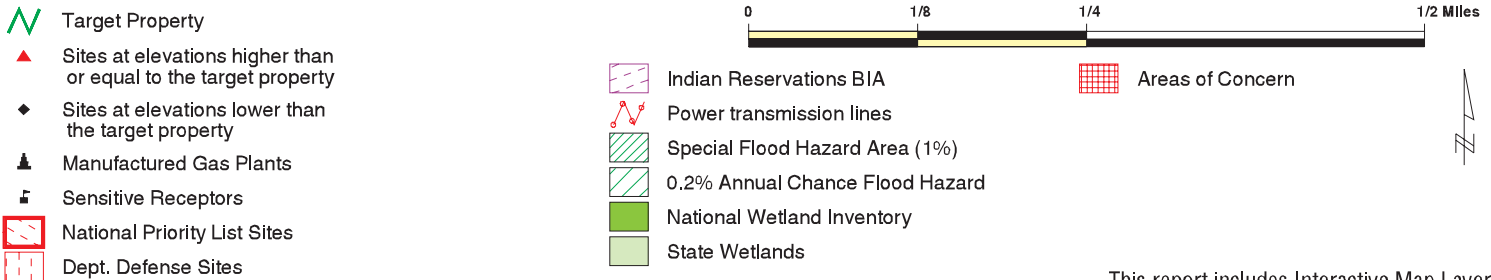 Target Property
Sites at elevations higher than
or equal to the target property
Sites at elevations lower than
the target property
Manufactured Gas Plants
Sensitive Receptors
National Priority List Sites
Dept. Defense Sites
0 1/8 1/4 1/2 Miles
Indian Reservations BIA
Power transmission lines
Special Flood Hazard Area (1%)
0.2% Annual Chance Flood Hazard
National Wetland Inventory
State Wetlands
Areas of Concern
N
This report includes Interactive Map Layer